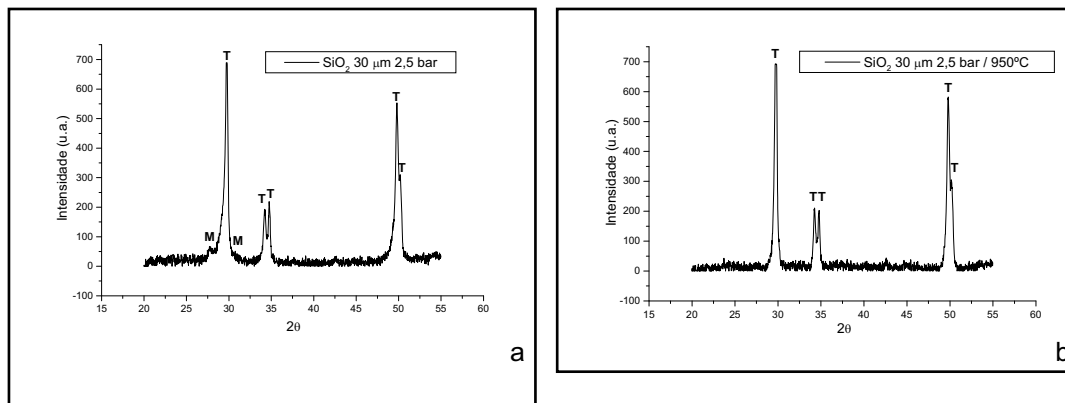 T
700
SiO2 30 μm 2,5 bar
600
T
500
400
T
Intensidade (u.a.)
300
T T
200
100
M M
0
-100
15 20 25 30 35 40 45 50 55 60
2θ
a
T
700
SiO2 30 μm 2,5 bar / 950ºC
T
600
500
400
T
Intensidade (u.a.)
300
T T
200
100
0
-100
15 20 25 30 35 40 45 50 55 60
2θ
b